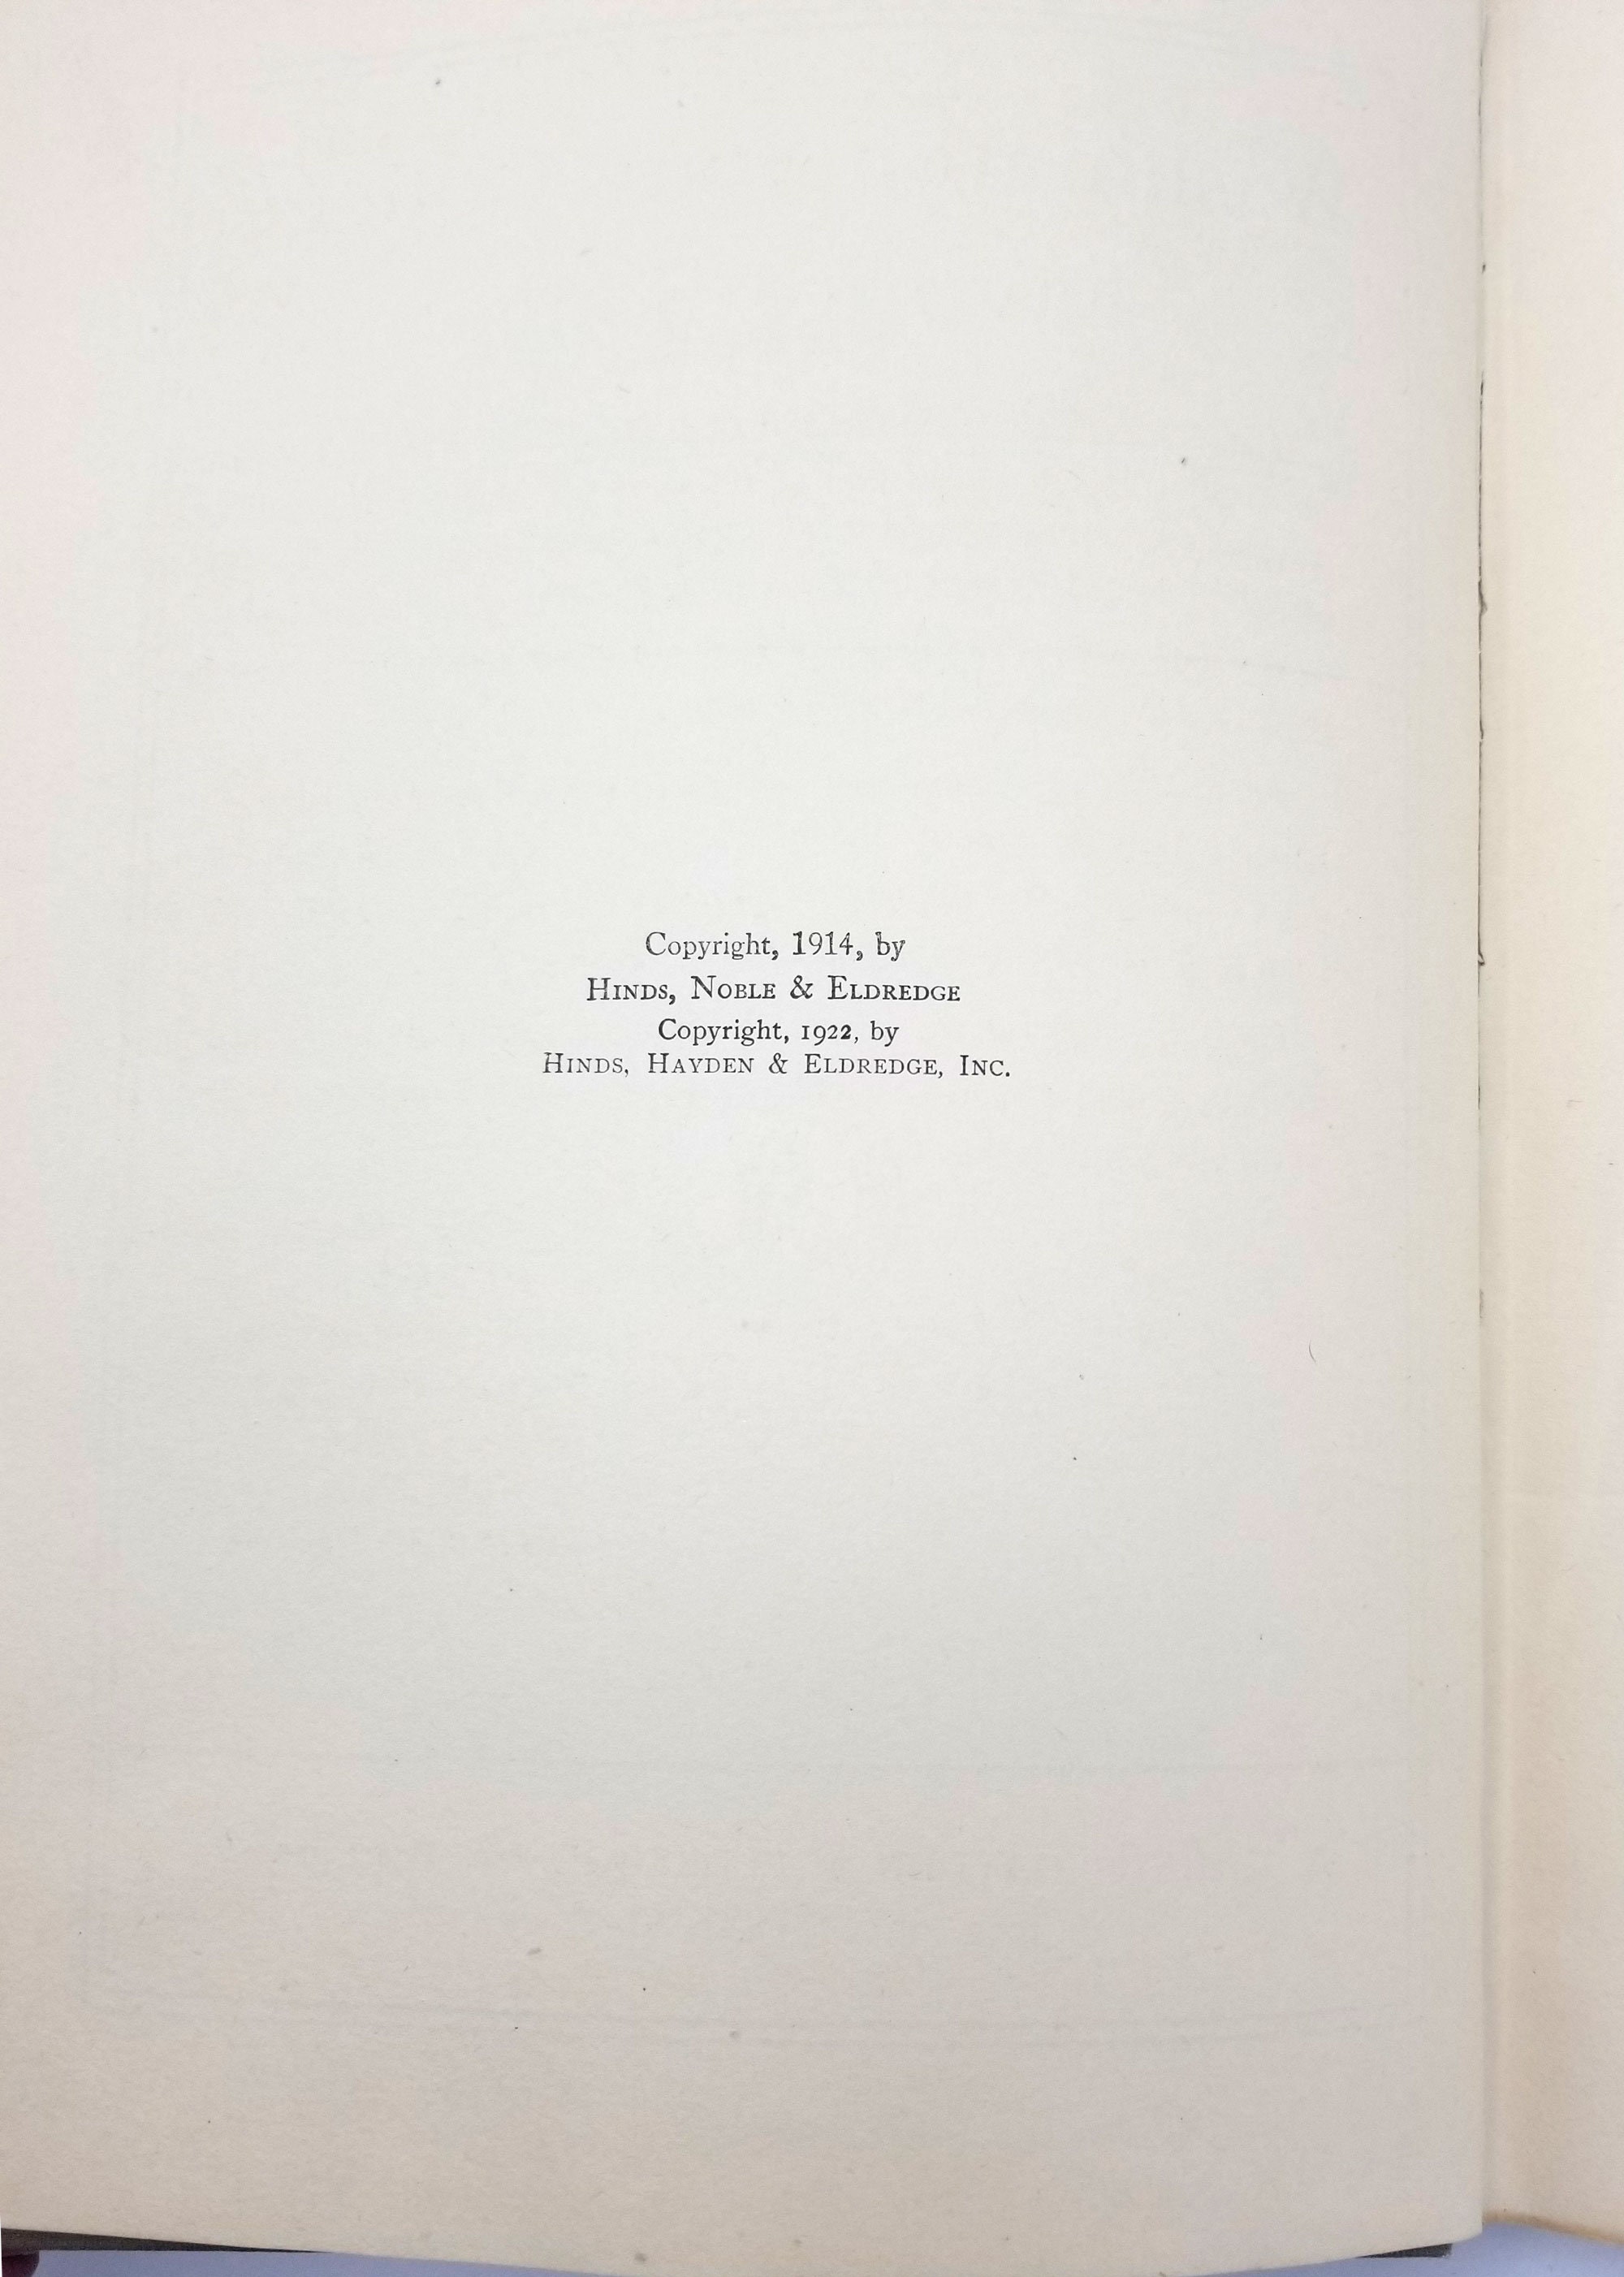 Copyright, 1914, by
HINDS, NOBLE & ELDREDGE
Copyright, 1922, by
HINDS, HAYDEN & ELDREDGE, INC.